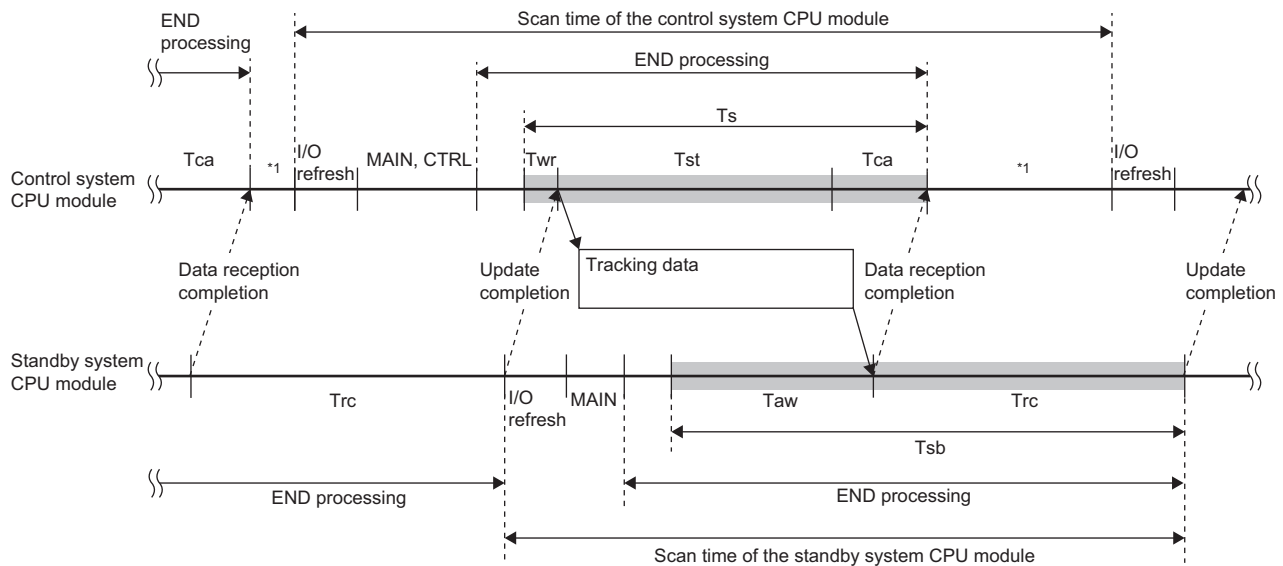 END
processing
Scan time of the control system CPU module
END processing
Ts
Tca
*1
I/O
refresh
MAIN, CTRL
Twr
Tst
Tca
*1
I/O
refresh
Control system
CPU module
Data reception
completion
Update
completion
Tracking data
Data reception
completion
Update
completion
Standby system
CPU module
Trc
I/O
refresh
MAIN
Taw
Trc
Tsb
END processing
END processing
Scan time of the standby system CPU module